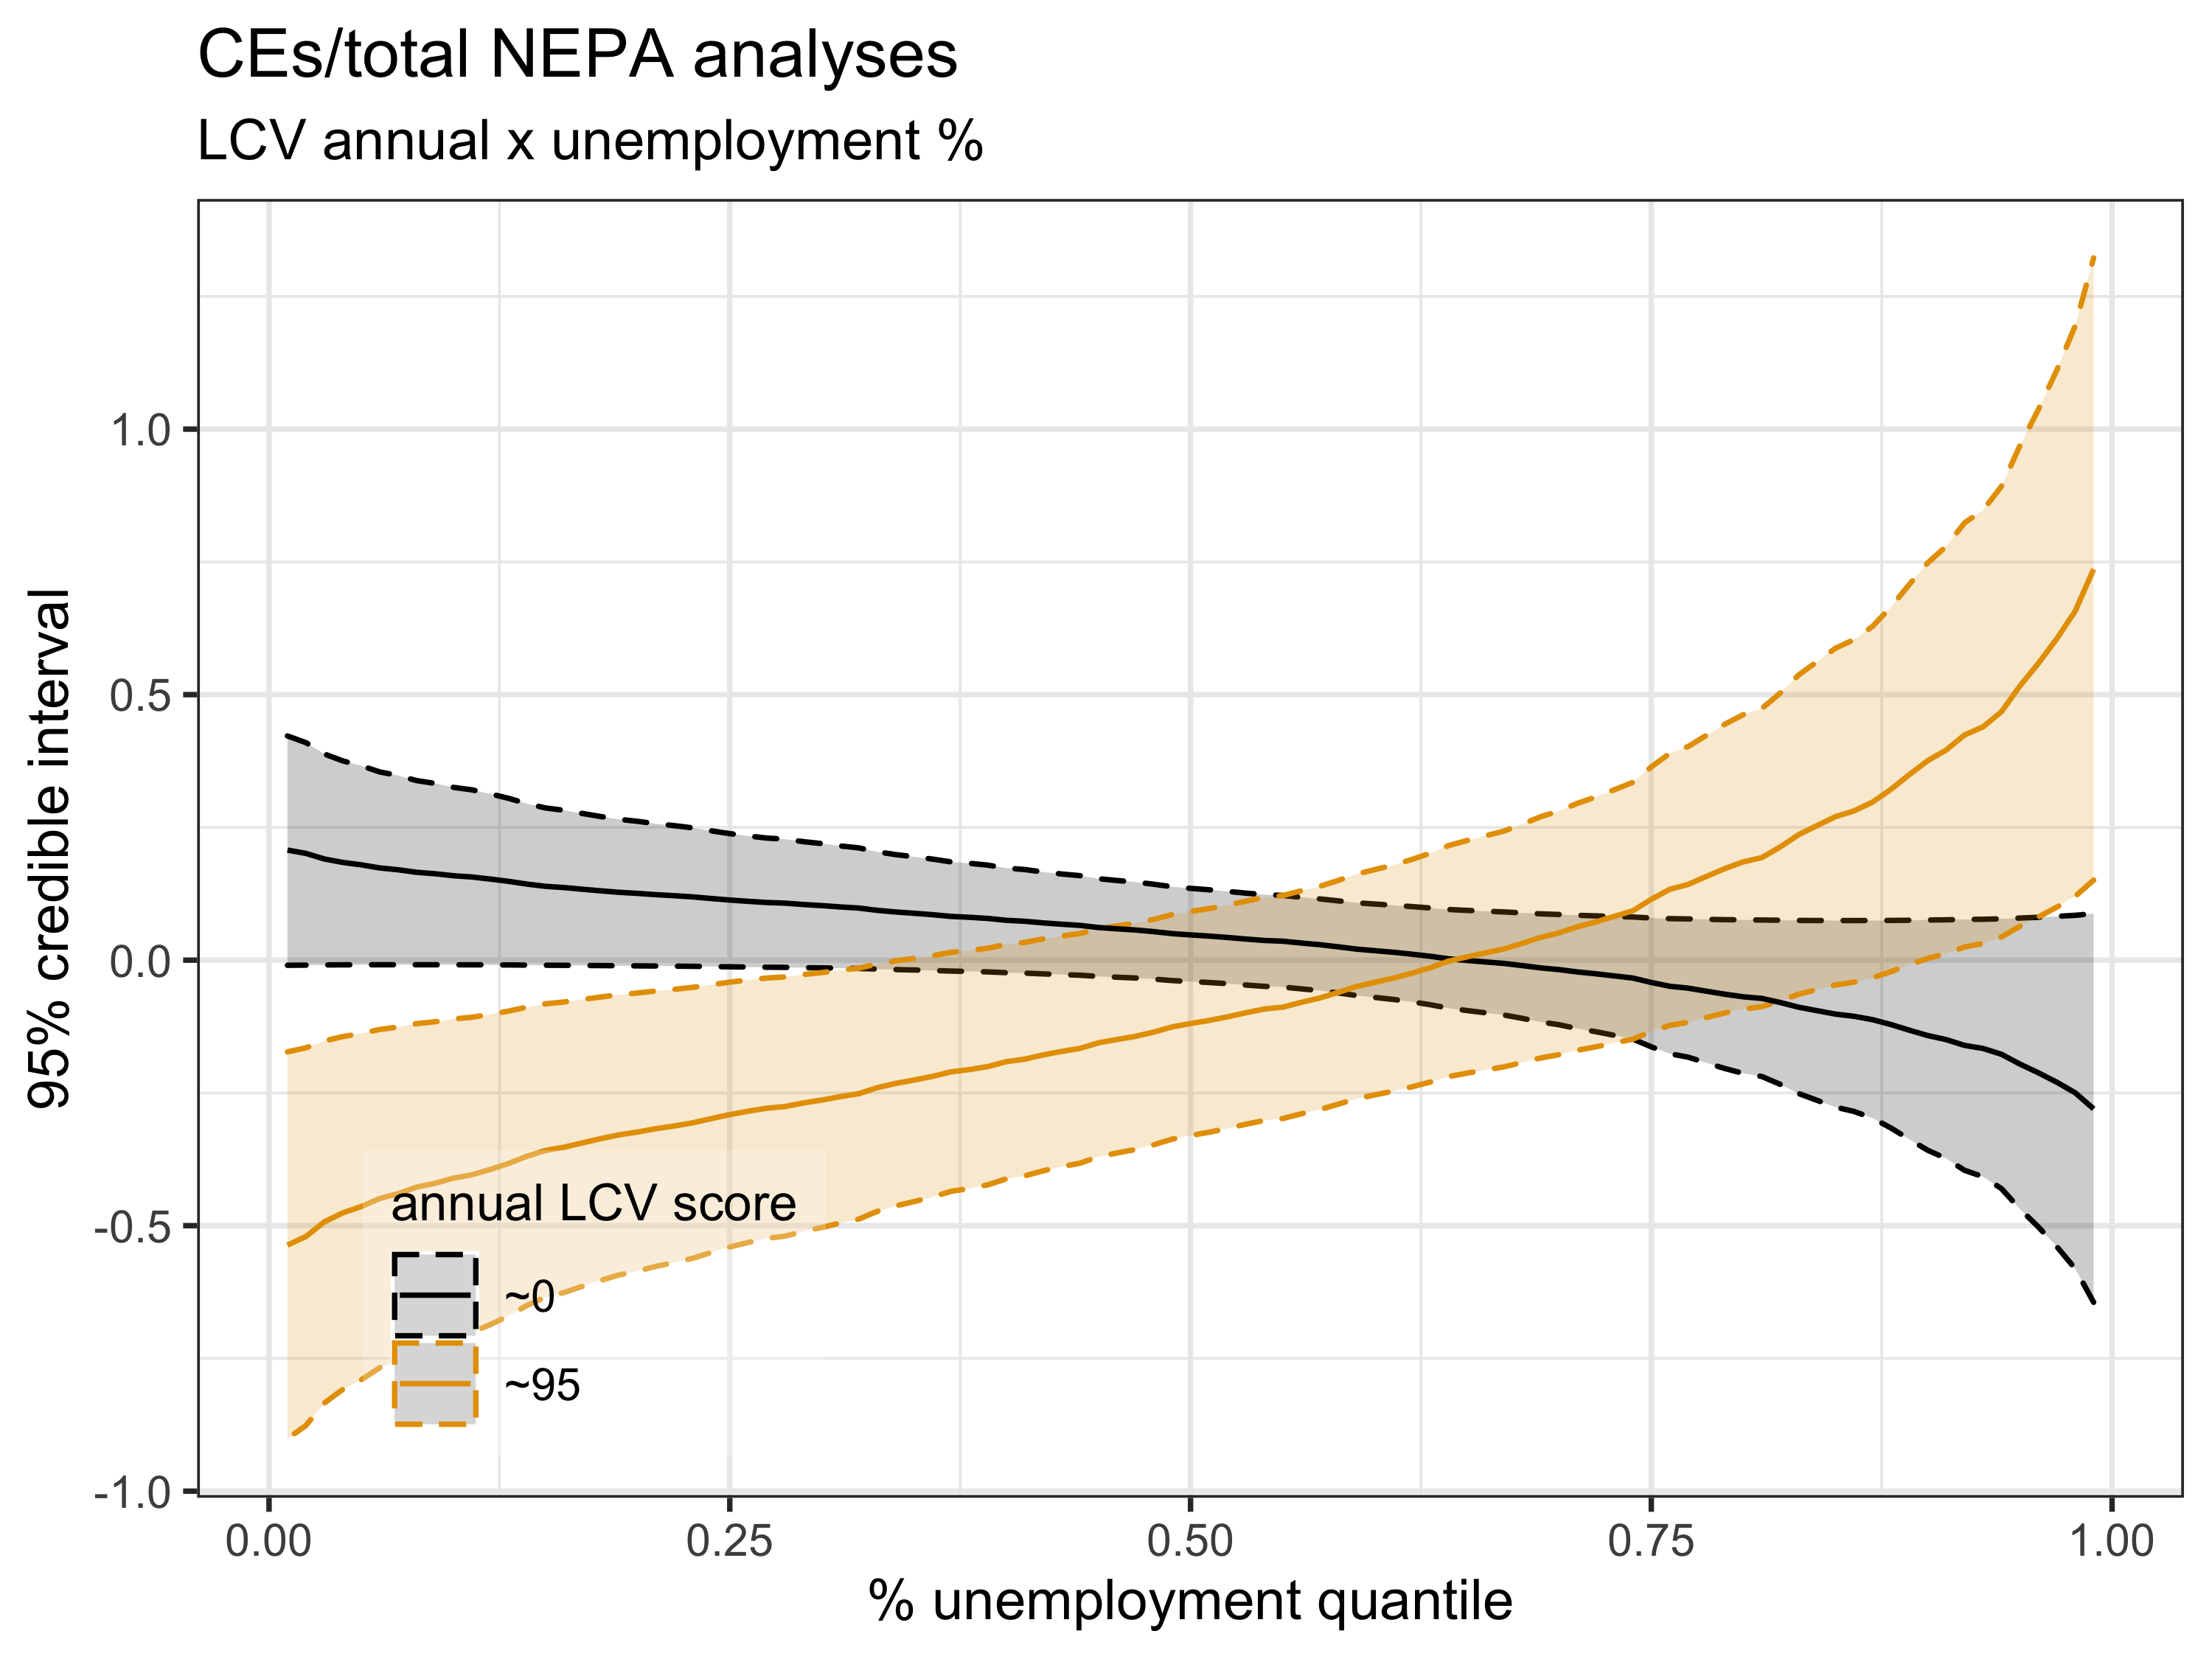 CEs/total NEPA analyses
LCV annual x unemployment %
95% credible interval
1.0
0.5
0.0
-0.5
-1.0
annual LCV score
~0
~95
0.00 0.25 0.50 0.75 1.00
% unemployment quantile